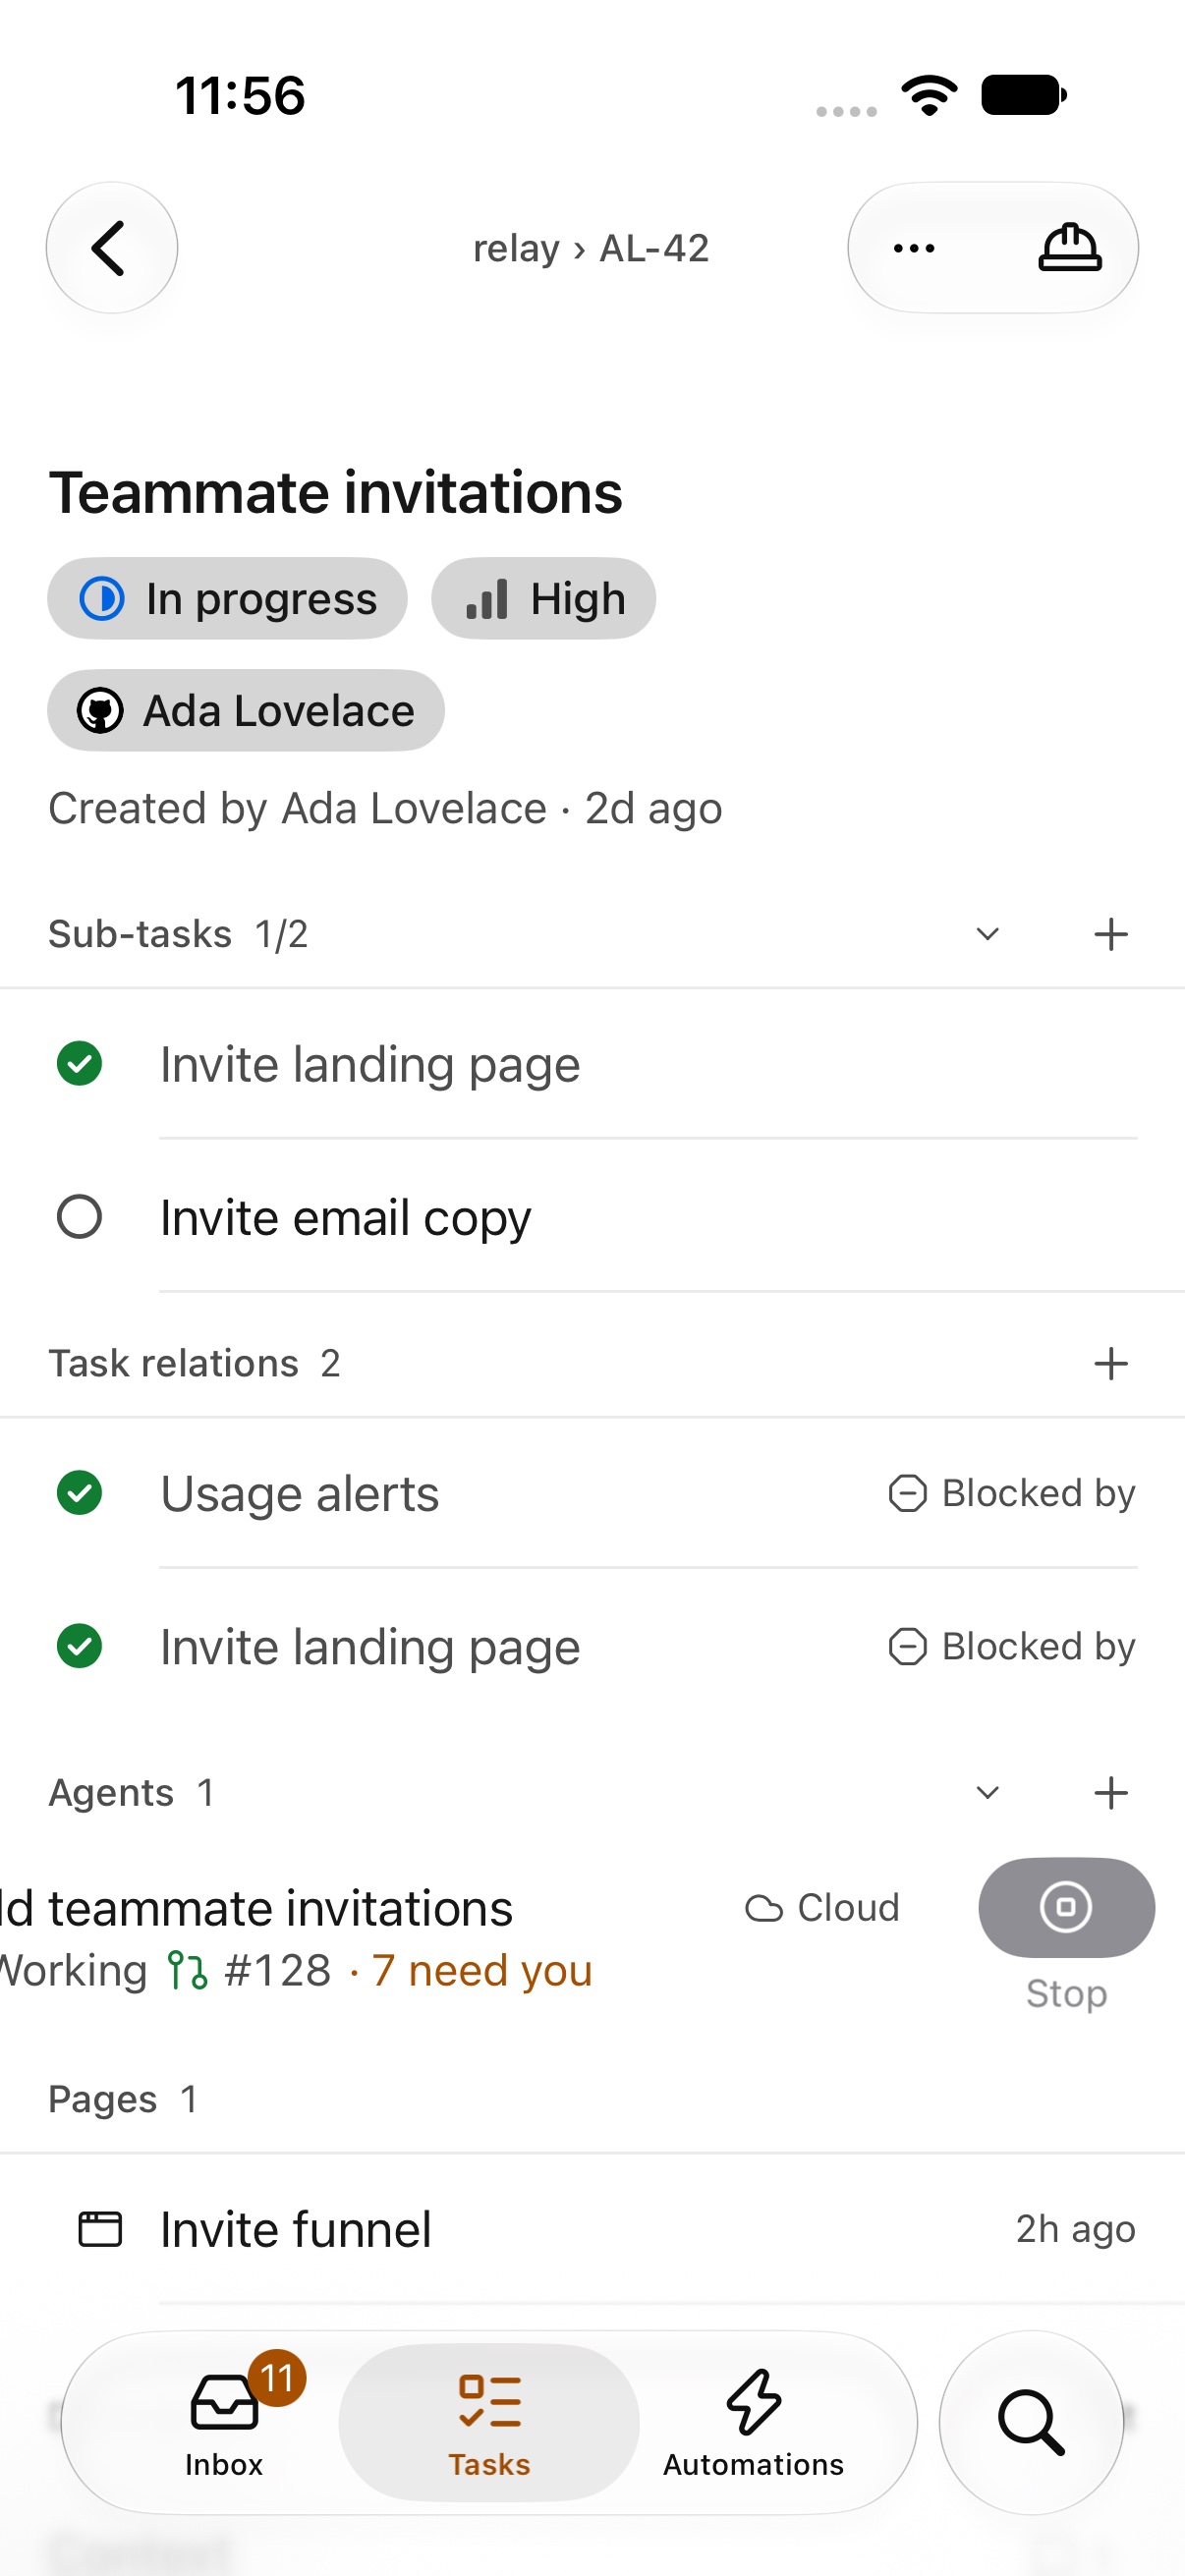 11:56
relay › AL-42
Teammate invitations
In progress
High
Ada Lovelace
Created by Ada Lovelace · 2d ago
Sub-tasks 1/2
Invite landing page
Invite email copy
Task relations 2
Usage alerts
Blocked by
Invite landing page
Blocked by
Agents 1
ld teammate invitations
Cloud
Working #128 · 7 need you
Stop
Pages 1
Invite funnel
2h ago
11
Inbox
Tasks
Automations
Context